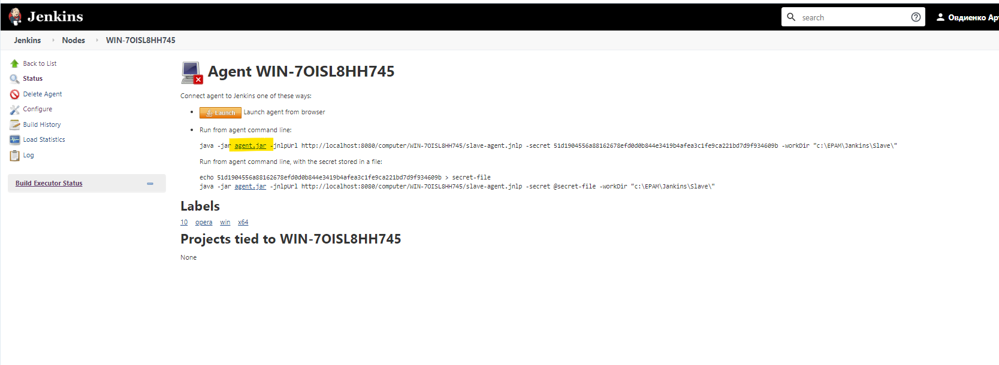 Jenkins
search
Овдиенко Ар
Jenkins Nodes WIN-7OISL8HH745
Back to List
Status
Delete Agent
Configure
Build History
Load Statistics
Log
Build Executor Status
Agent WIN-7OISL8HH745
Connect agent to Jenkins one of these ways:
Launch Launch agent from browser
Run from agent command line:
java -jar agent.jar -jnlpUrl http://localhost:8080/computer/WIN-7OISL8HH745/slave-agent.jnlp -secret 51d1904556a88162678efd0d0b844e3419b4afea3c1fe9ca221bd7d9f934609b -workDir "c:\EPAM\Jankins\Slave\"
Run from agent command line, with the secret stored in a file:
echo 51d1904556a88162678efd0d0b844e3419b4afea3c1fe9ca221bd7d9f934609b > secret-file
java -jar agent.jar -jnlpUrl http://localhost:8080/computer/WIN-7OISL8HH745/slave-agent.jnlp -secret @secret-file -workDir "c:\EPAM\Jankins\Slave\"
Labels
10 opera win x64
Projects tied to WIN-7OISL8HH745
None